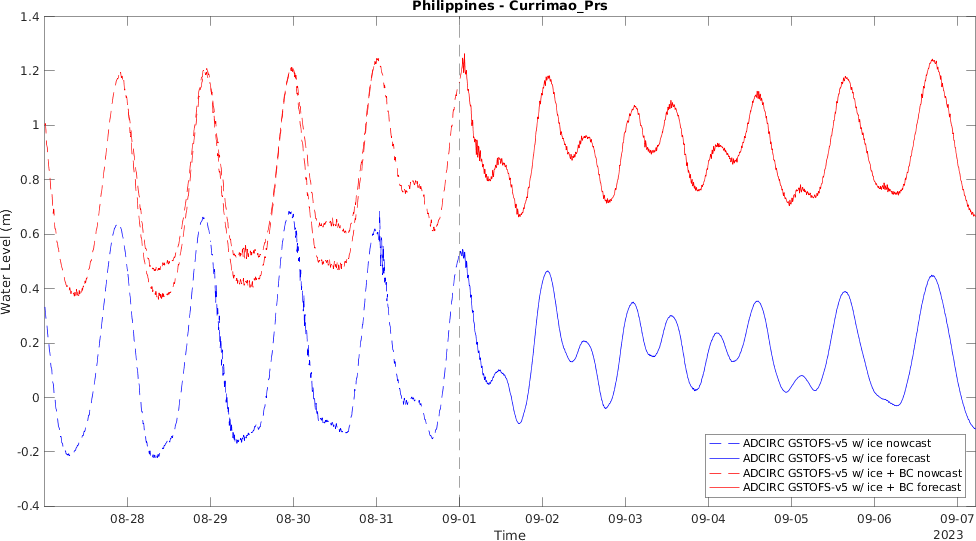 Philippines - Currimao_Prs
1.4
1.2
1
0.8
0.6
0.4
0.2
0
-0.2
-0.4
Water Level (m)
ADCIRC GSTOFS-v5 w/ ice nowcast
ADCIRC GSTOFS-v5 w/ ice forecast
ADCIRC GSTOFS-v5 w/ ice + BC nowcast
ADCIRC GSTOFS-v5 w/ ice + BC forecast
08-28 08-29 08-30 08-31 09-01 09-02 09-03 09-04 09-05 09-06 09-07
Time
2023